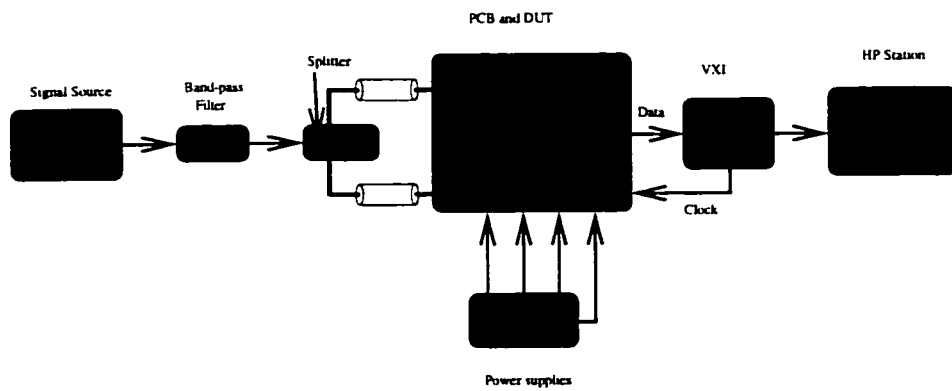 PCB and DUT
HP Station
Splitter
VXI
Signal Source
Band-pass
Filter
Data
Clock
Power supplies